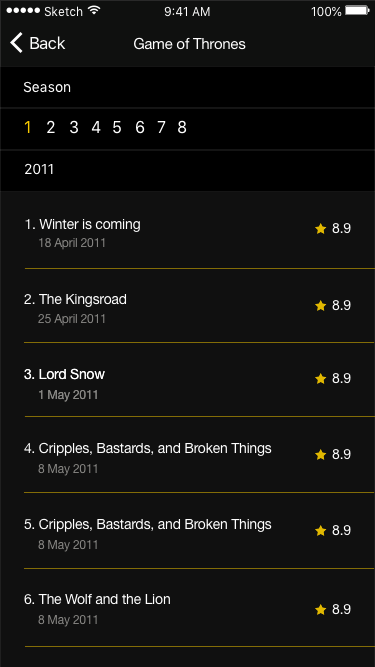 Sketch 9:41 AM 100%
Back Game of Thrones
Season
1 2 3 4 5 6 7 8
2011
1. Winter is coming 8.9
18 April 2011
2. The Kingsroad 8.9
25 April 2011
3. Lord Snow 8.9
1 May 2011
4. Cripples, Bastards, and Broken Things 8.9
8 May 2011
5. Cripples, Bastards, and Broken Things 8.9
8 May 2011
6. The Wolf and the Lion 8.9
8 May 2011